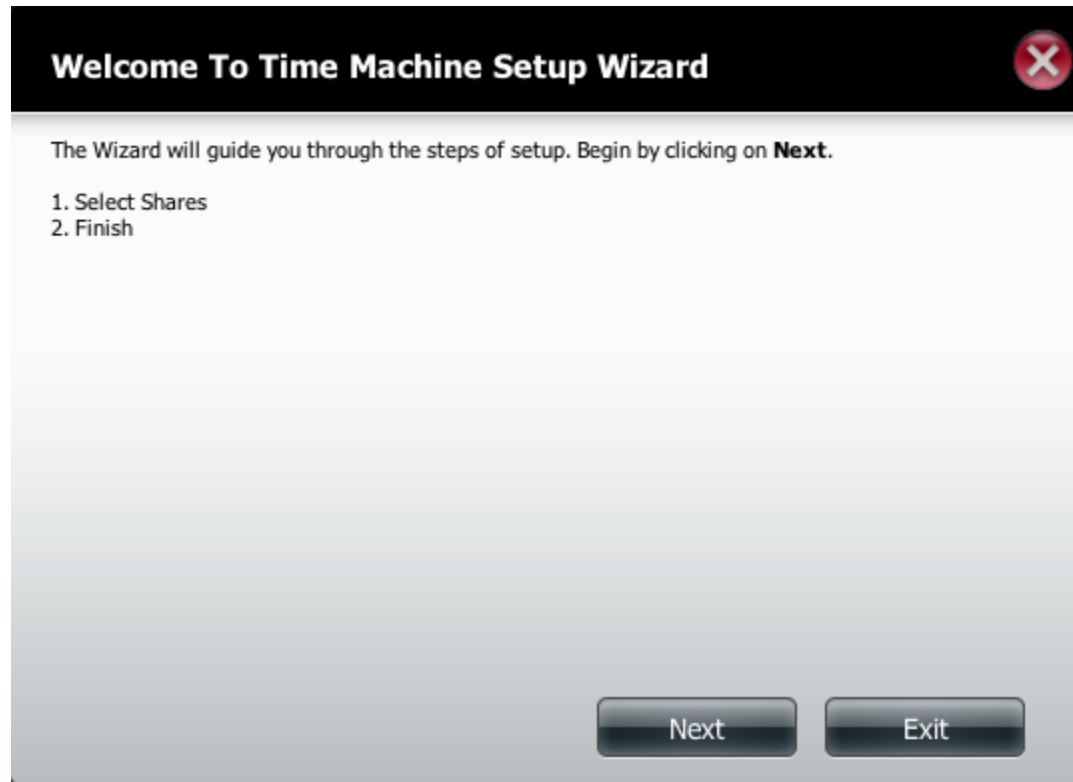 Welcome To Time Machine Setup Wizard
The Wizard will guide you through the steps of setup. Begin by clicking on Next.
1. Select Shares
2. Finish
Next
Exit